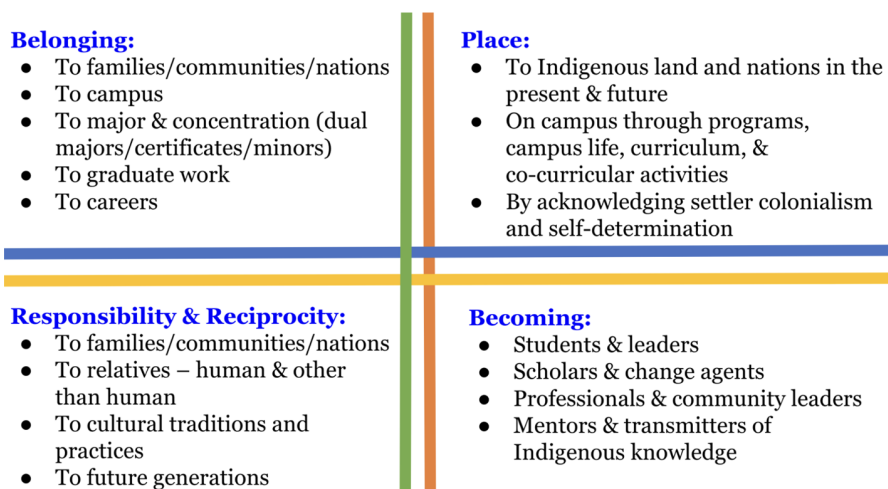 Belonging:
● To families/communities/nations
● To campus
● To major & concentration (dual
majors/certificates/minors)
● To graduate work
● To careers
Place:
● To Indigenous land and nations in the
present & future
● On campus through programs,
campus life, curriculum, &
co-curricular activities
● By acknowledging settler colonialism
and self-determination
Responsibility & Reciprocity:
● To families/communities/nations
● To relatives – human & other
than human
● To cultural traditions and
practices
● To future generations
Becoming:
● Students & leaders
● Scholars & change agents
● Professionals & community leaders
● Mentors & transmitters of
Indigenous knowledge